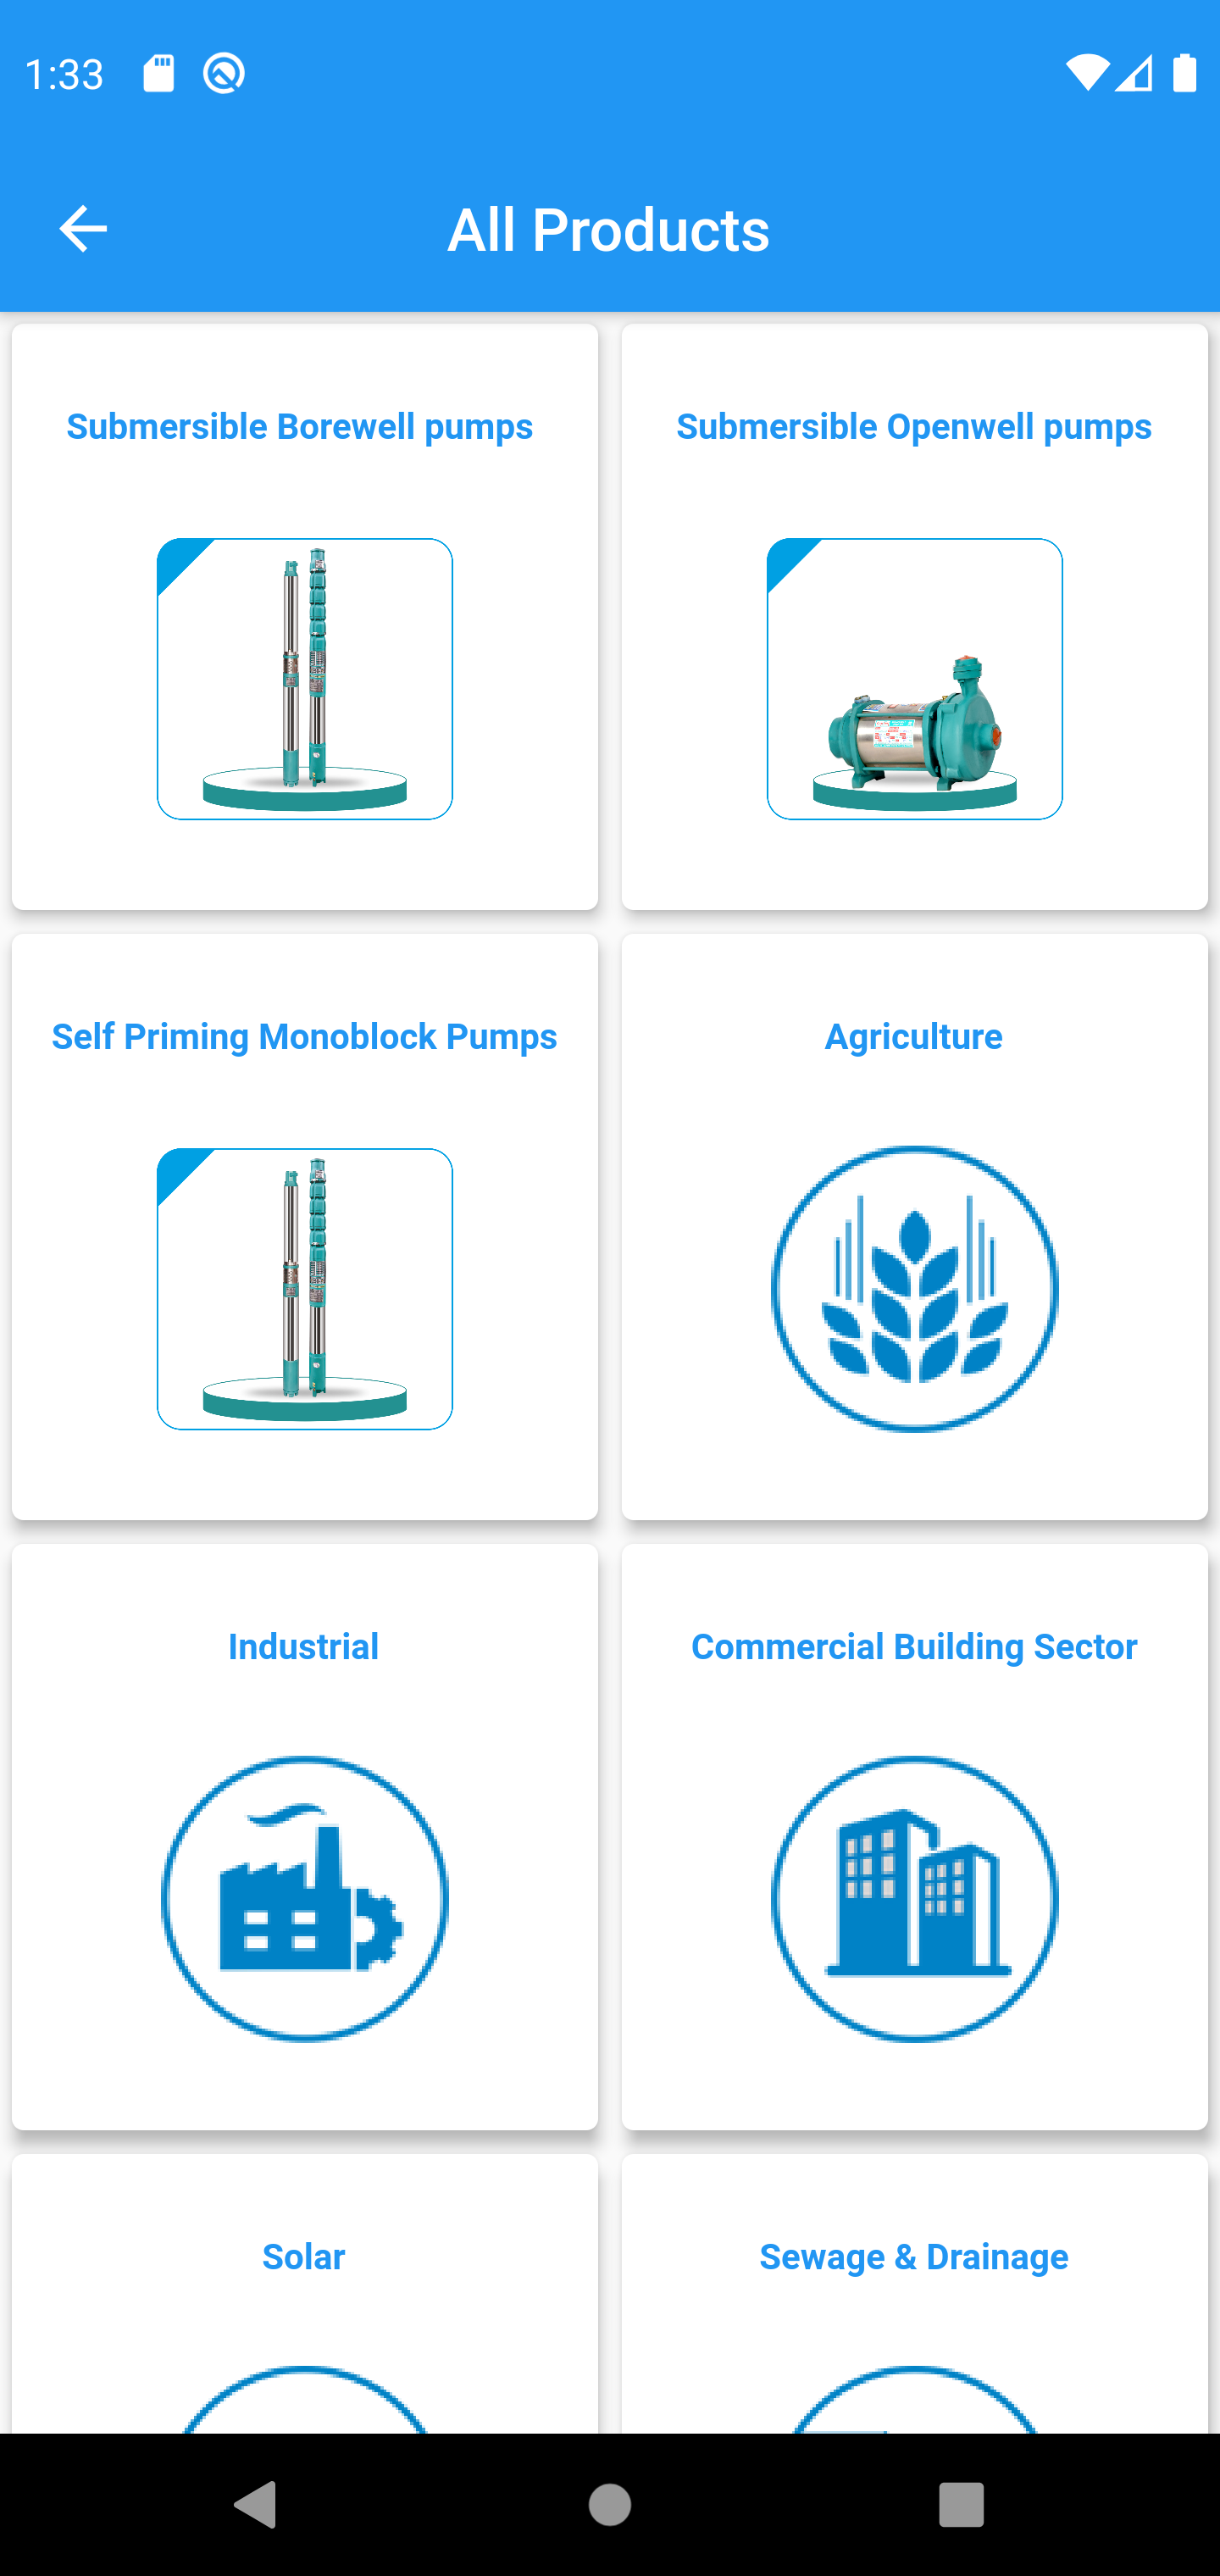 1:33
All Products
Submersible Borewell pumps
Submersible Openwell pumps
Self Priming Monoblock Pumps
Agriculture
Industrial
Commercial Building Sector
Solar
Sewage & Drainage